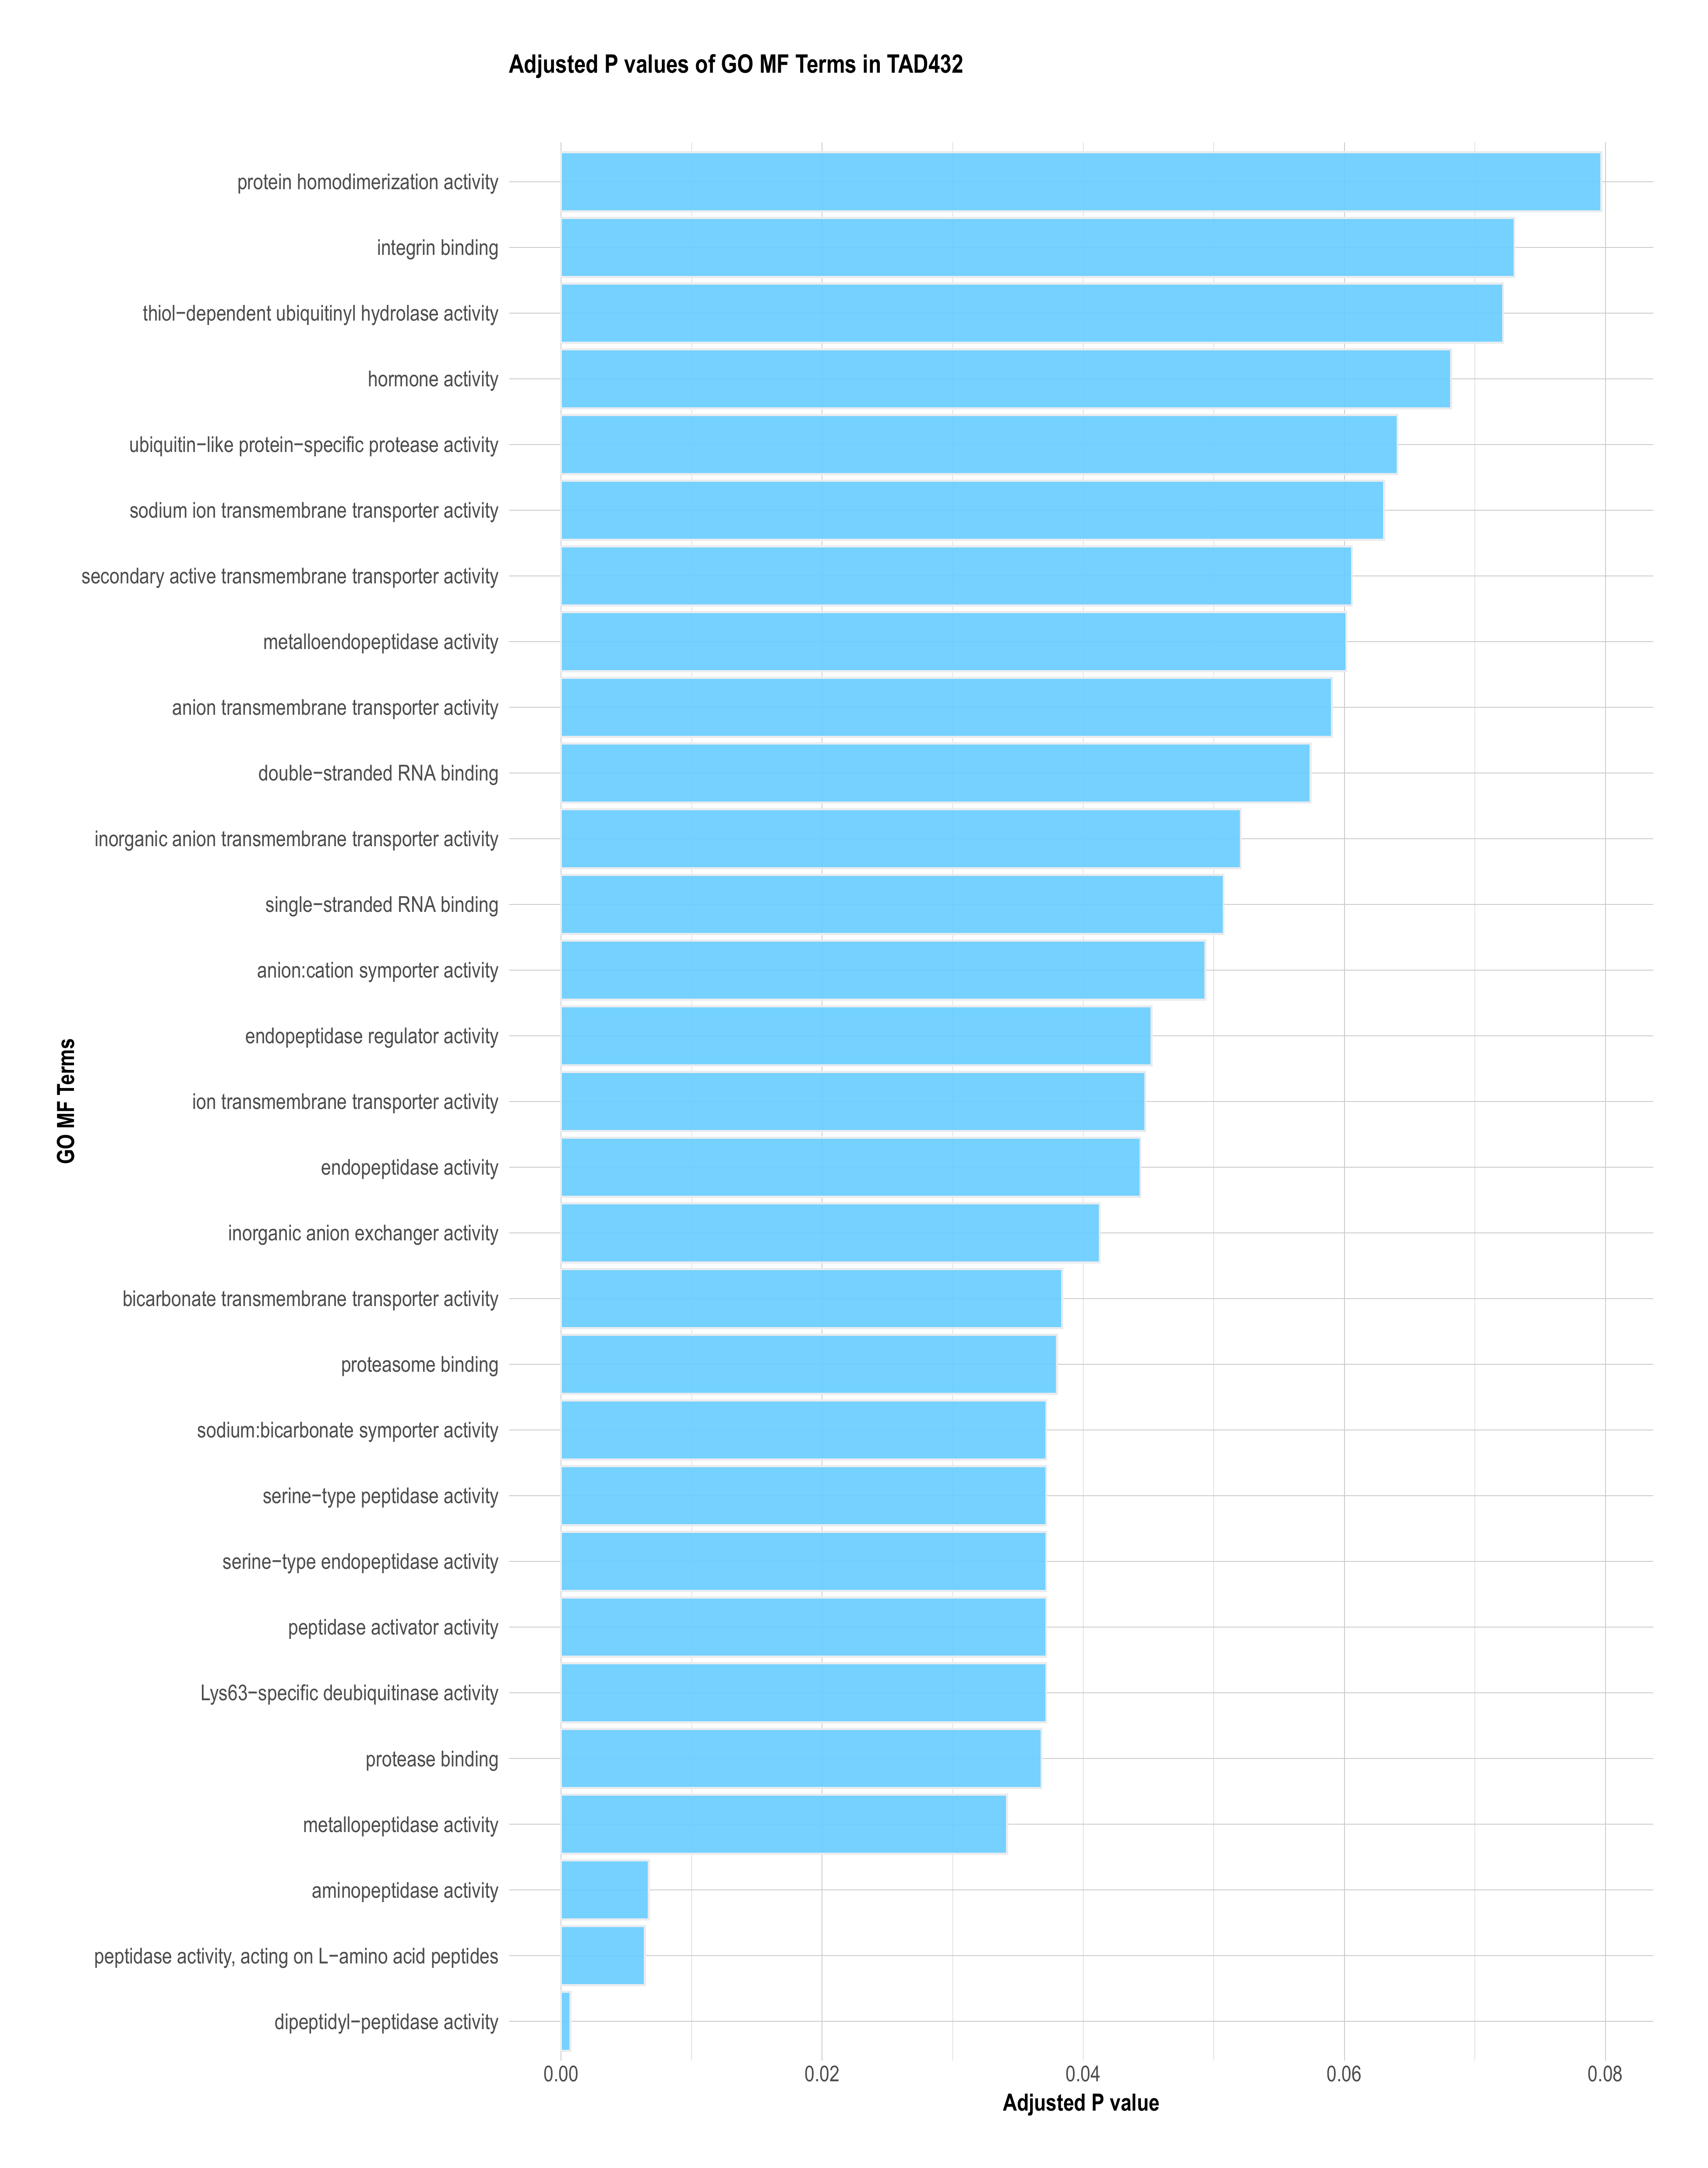 Adjusted P values of GO MF Terms in TAD432
protein homodimerization activity
integrin binding
thiol−dependent ubiquitinyl hydrolase activity
hormone activity
ubiquitin−like protein−specific protease activity
sodium ion transmembrane transporter activity
secondary active transmembrane transporter activity
metalloendopeptidase activity
anion transmembrane transporter activity
double−stranded RNA binding
inorganic anion transmembrane transporter activity
single−stranded RNA binding
anion:cation symporter activity
endopeptidase regulator activity
ion transmembrane transporter activity
endopeptidase activity
inorganic anion exchanger activity
bicarbonate transmembrane transporter activity
proteasome binding
sodium:bicarbonate symporter activity
serine−type peptidase activity
serine−type endopeptidase activity
peptidase activator activity
Lys63−specific deubiquitinase activity
protease binding
metallopeptidase activity
aminopeptidase activity
peptidase activity, acting on L−amino acid peptides
dipeptidyl−peptidase activity
GO MF Terms
0.00 0.02 0.04 0.06 0.08
Adjusted P value